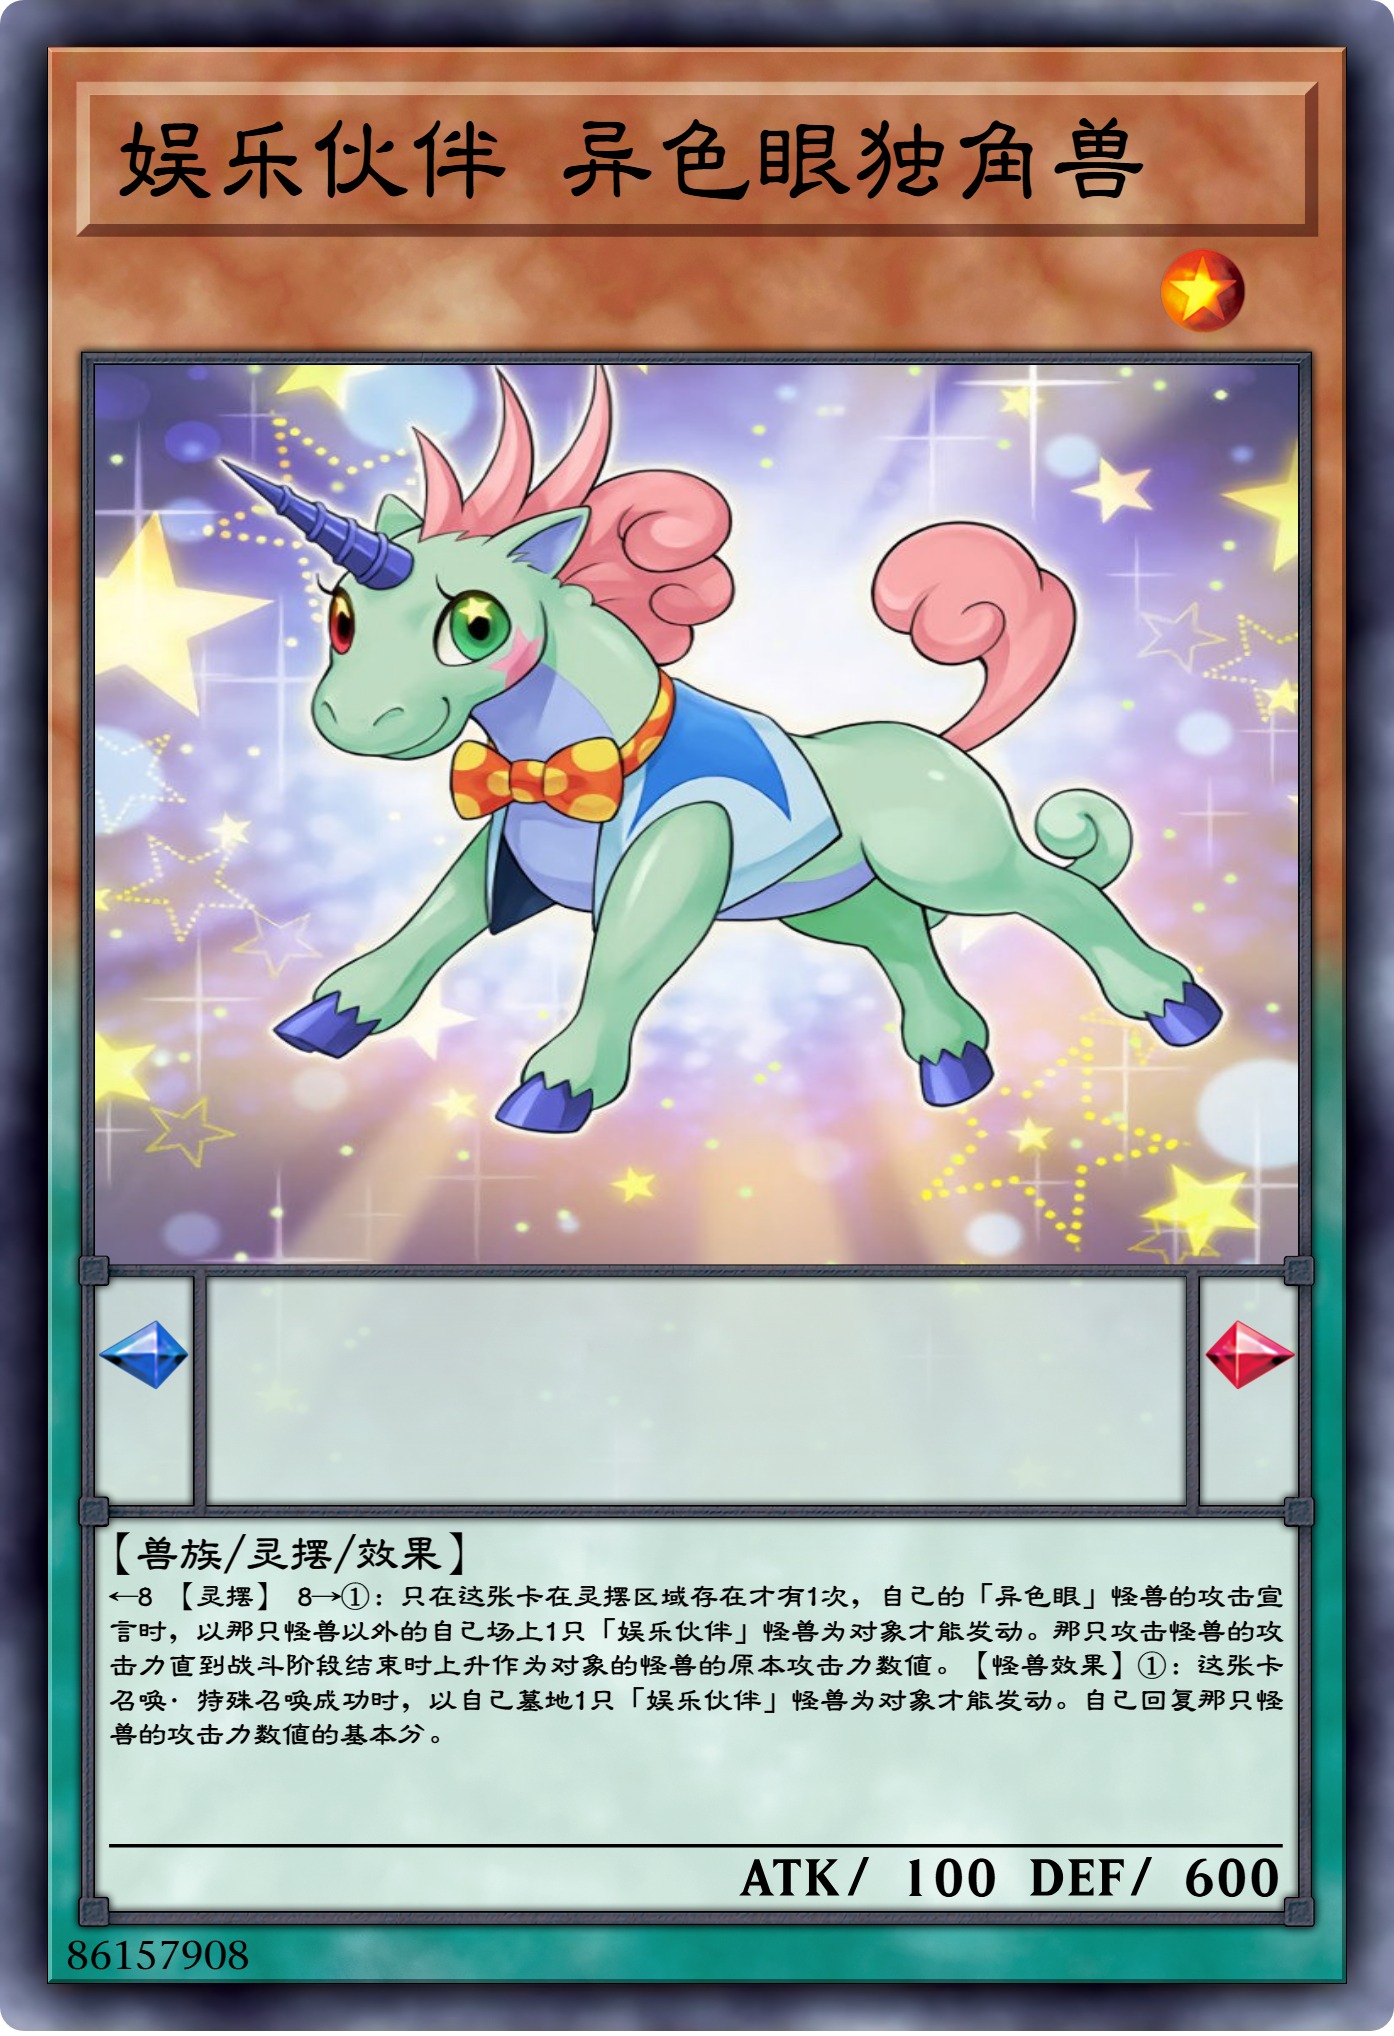 娱乐伙伴 异色眼独角兽
【兽族/灵摆/效果】
←8 【灵摆】 8→①：只在这张卡在灵摆区域存在才有1次，自己的「异色眼」怪兽的攻击宣
言时，以那只怪兽以外的自己场上1只「娱乐伙伴」怪兽为对象才能发动。那只攻击怪兽的攻
击力直到战斗阶段结束时上升作为对象的怪兽的原本攻击力数值。【怪兽效果】①：这张卡
召唤·特殊召唤成功时，以自己墓地1只「娱乐伙伴」怪兽为对象才能发动。自己回复那只怪
兽的攻击力数值的基本分。
ATK/ 100 DEF/ 600
86157908